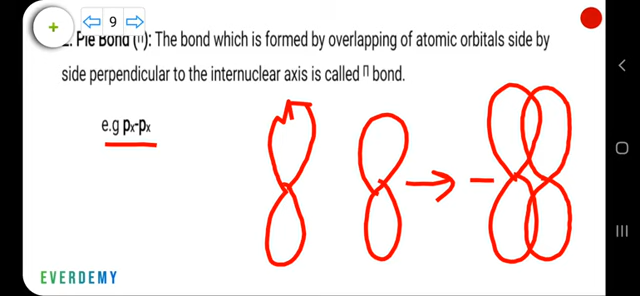 9
2. Pie Bond (π): The bond which is formed by overlapping of atomic orbitals side by
side perpendicular to the internuclear axis is called π bond.
e.g px-px
EVERDEMY